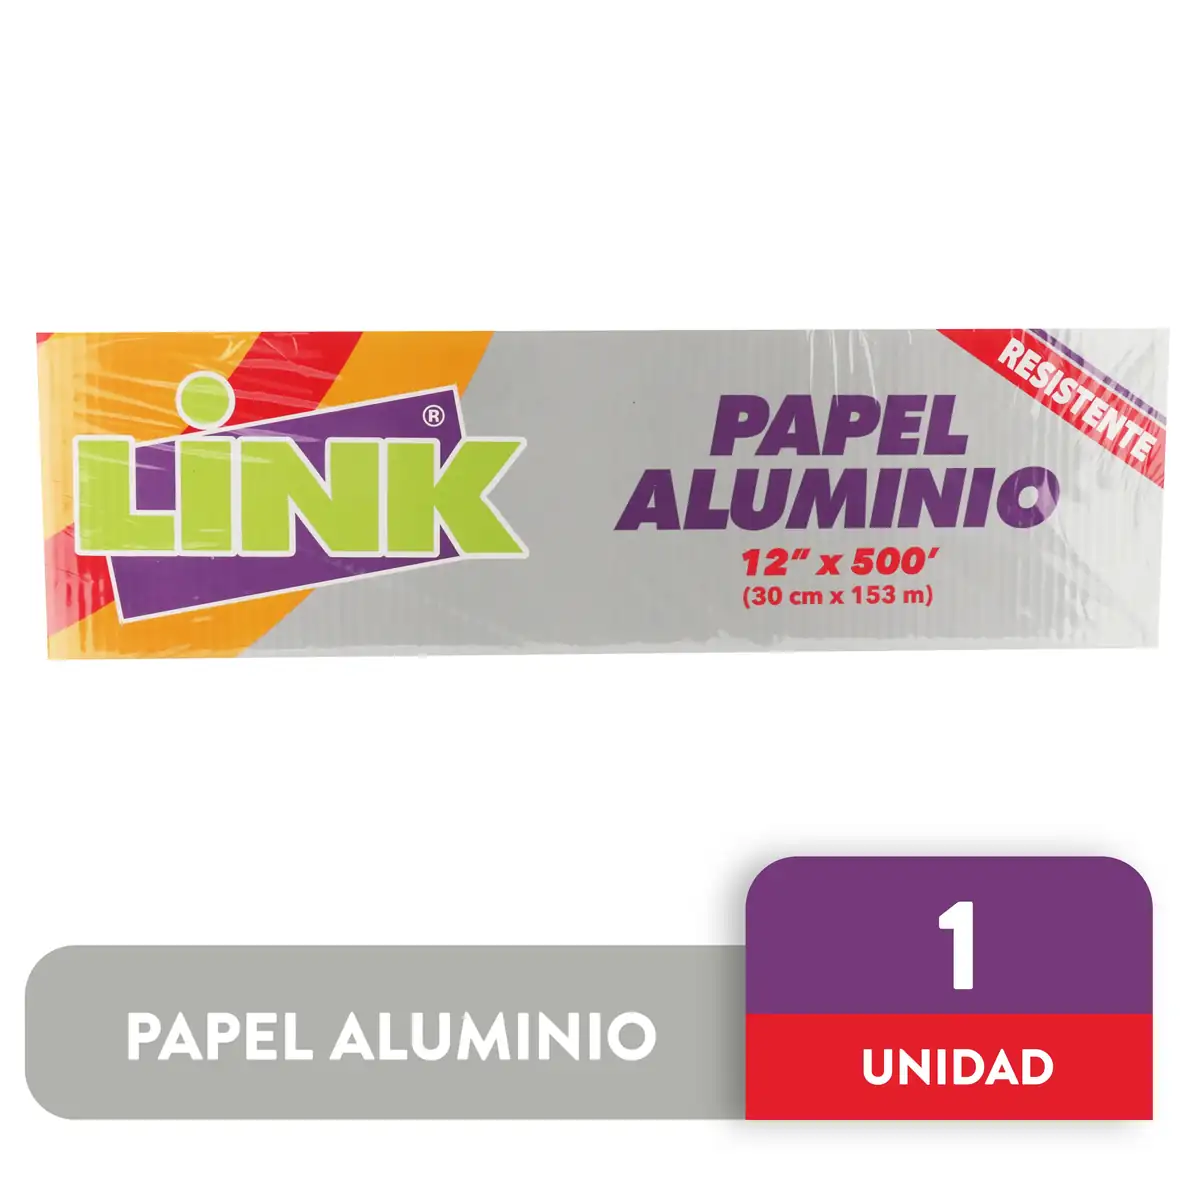 LiNK®
PAPEL
ALUMINIO
12" x 500'
(30 cm x 153 m)
RESISTENTE
PAPEL ALUMINIO
1
UNIDAD